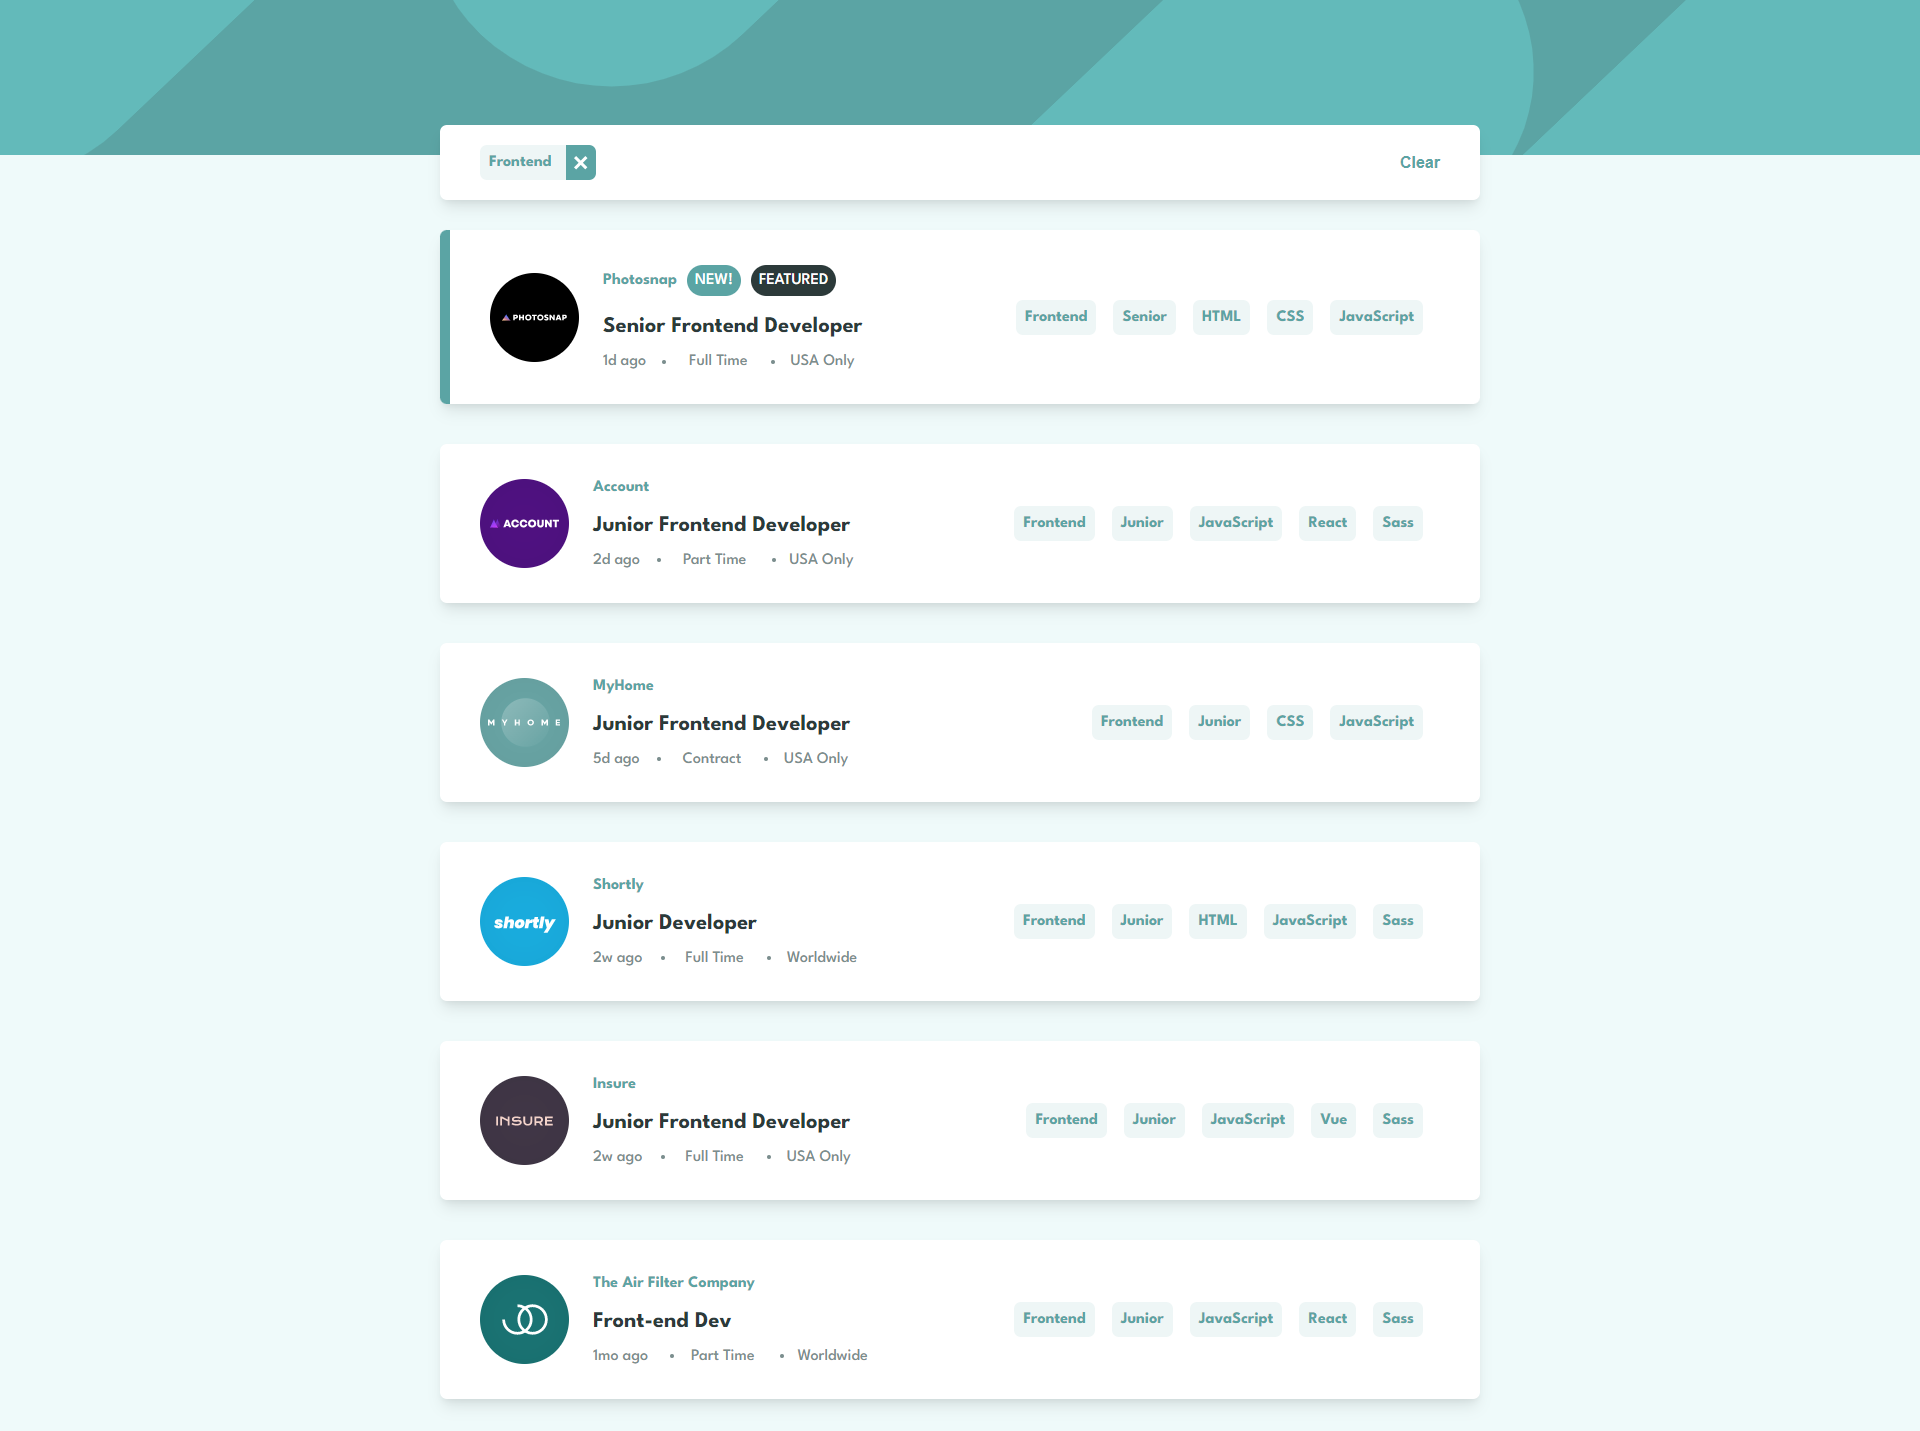 Frontend
Clear
PHOTOSNAP
Photosnap NEW! FEATURED
Senior Frontend Developer
1d ago • Full Time • USA Only
Frontend Senior HTML CSS JavaScript
ACCOUNT
Account
Junior Frontend Developer
2d ago • Part Time • USA Only
Frontend Junior JavaScript React Sass
MYHOME
MyHome
Junior Frontend Developer
5d ago • Contract • USA Only
Frontend Junior CSS JavaScript
shortly
Shortly
Junior Developer
2w ago • Full Time • Worldwide
Frontend Junior HTML JavaScript Sass
INSURE
Insure
Junior Frontend Developer
2w ago • Full Time • USA Only
Frontend Junior JavaScript Vue Sass
The Air Filter Company
Front-end Dev
1mo ago • Part Time • Worldwide
Frontend Junior JavaScript React Sass